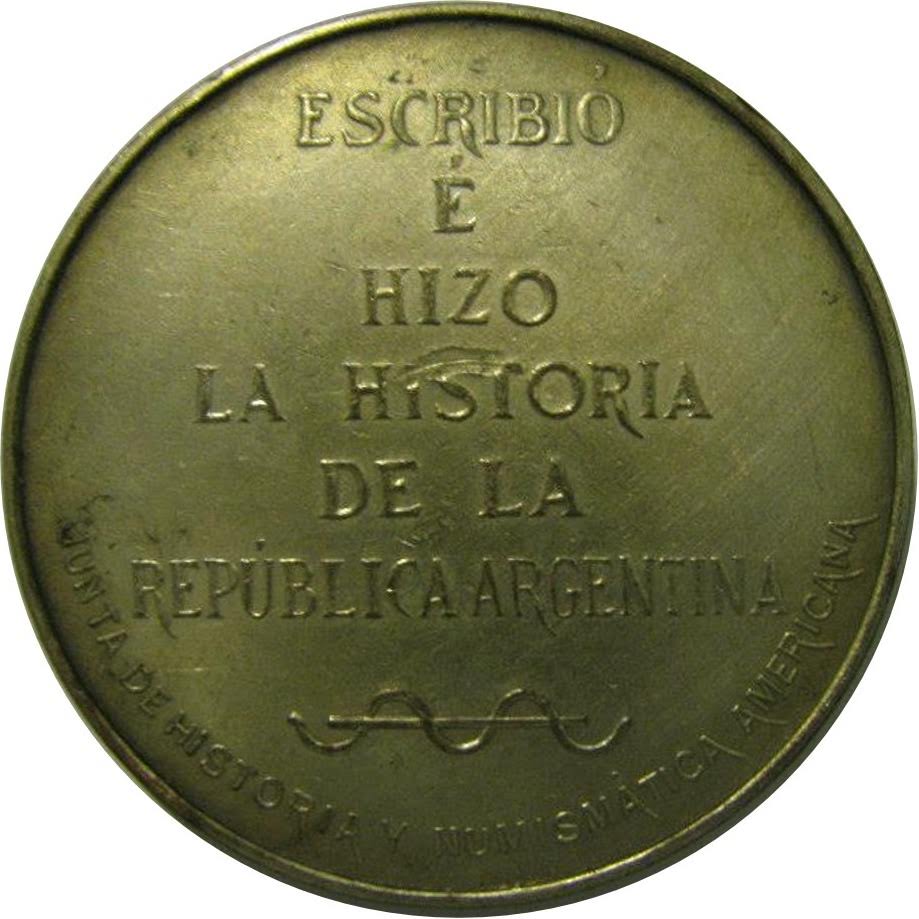 ESCRIBIÓ
É
HIZO
LA HISTORIA
DE LA
REPÚBLICA ARGENTINA
JUNTA DE HISTORIA Y NUMISMÁTICA AMERICANA